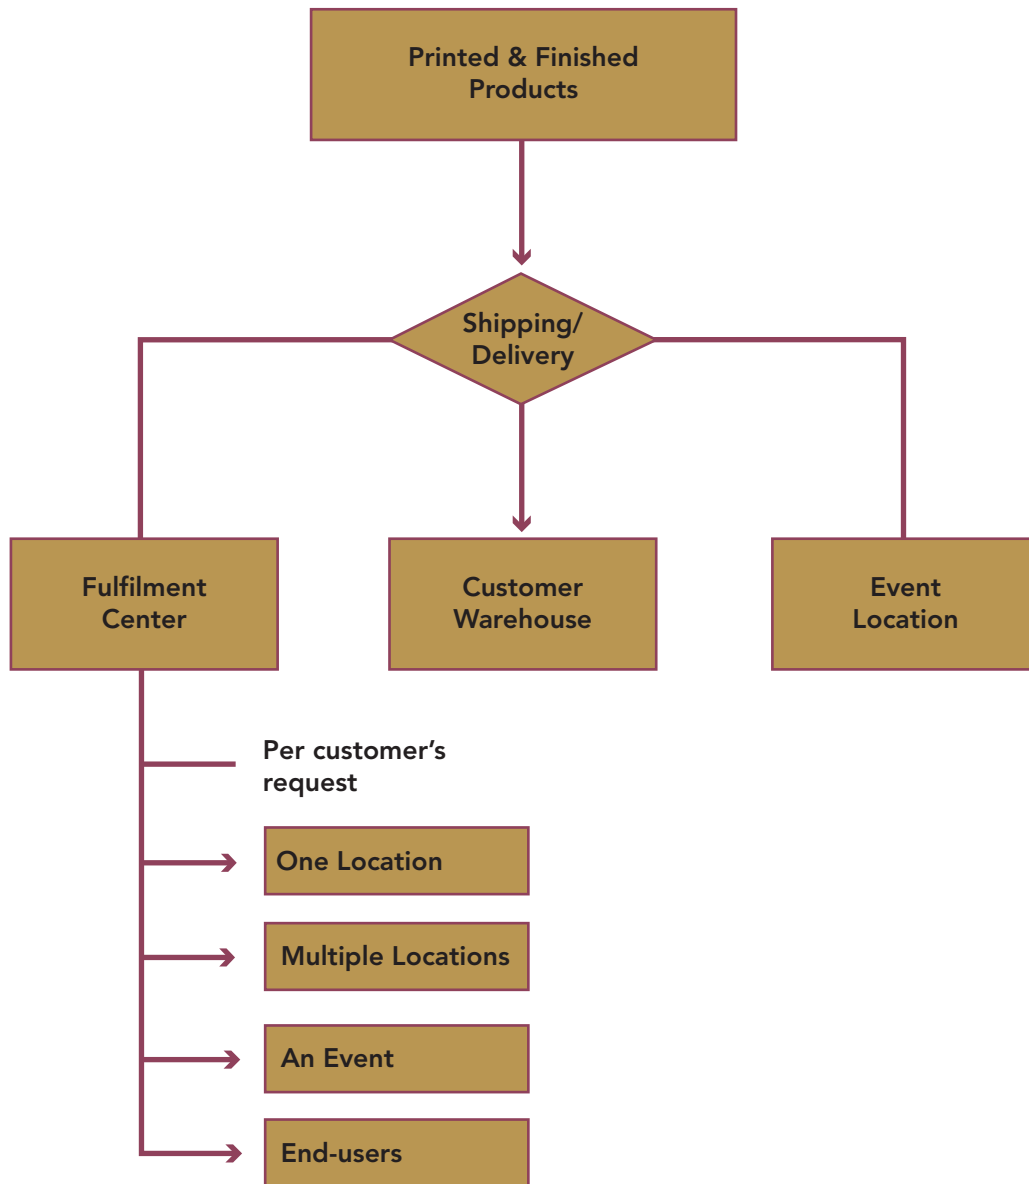 Printed & Finished
Products
Shipping/
Delivery
Fulfilment
Center
Customer
Warehouse
Event
Location
Per customer’s
request
One Location
Multiple Locations
An Event
End-users